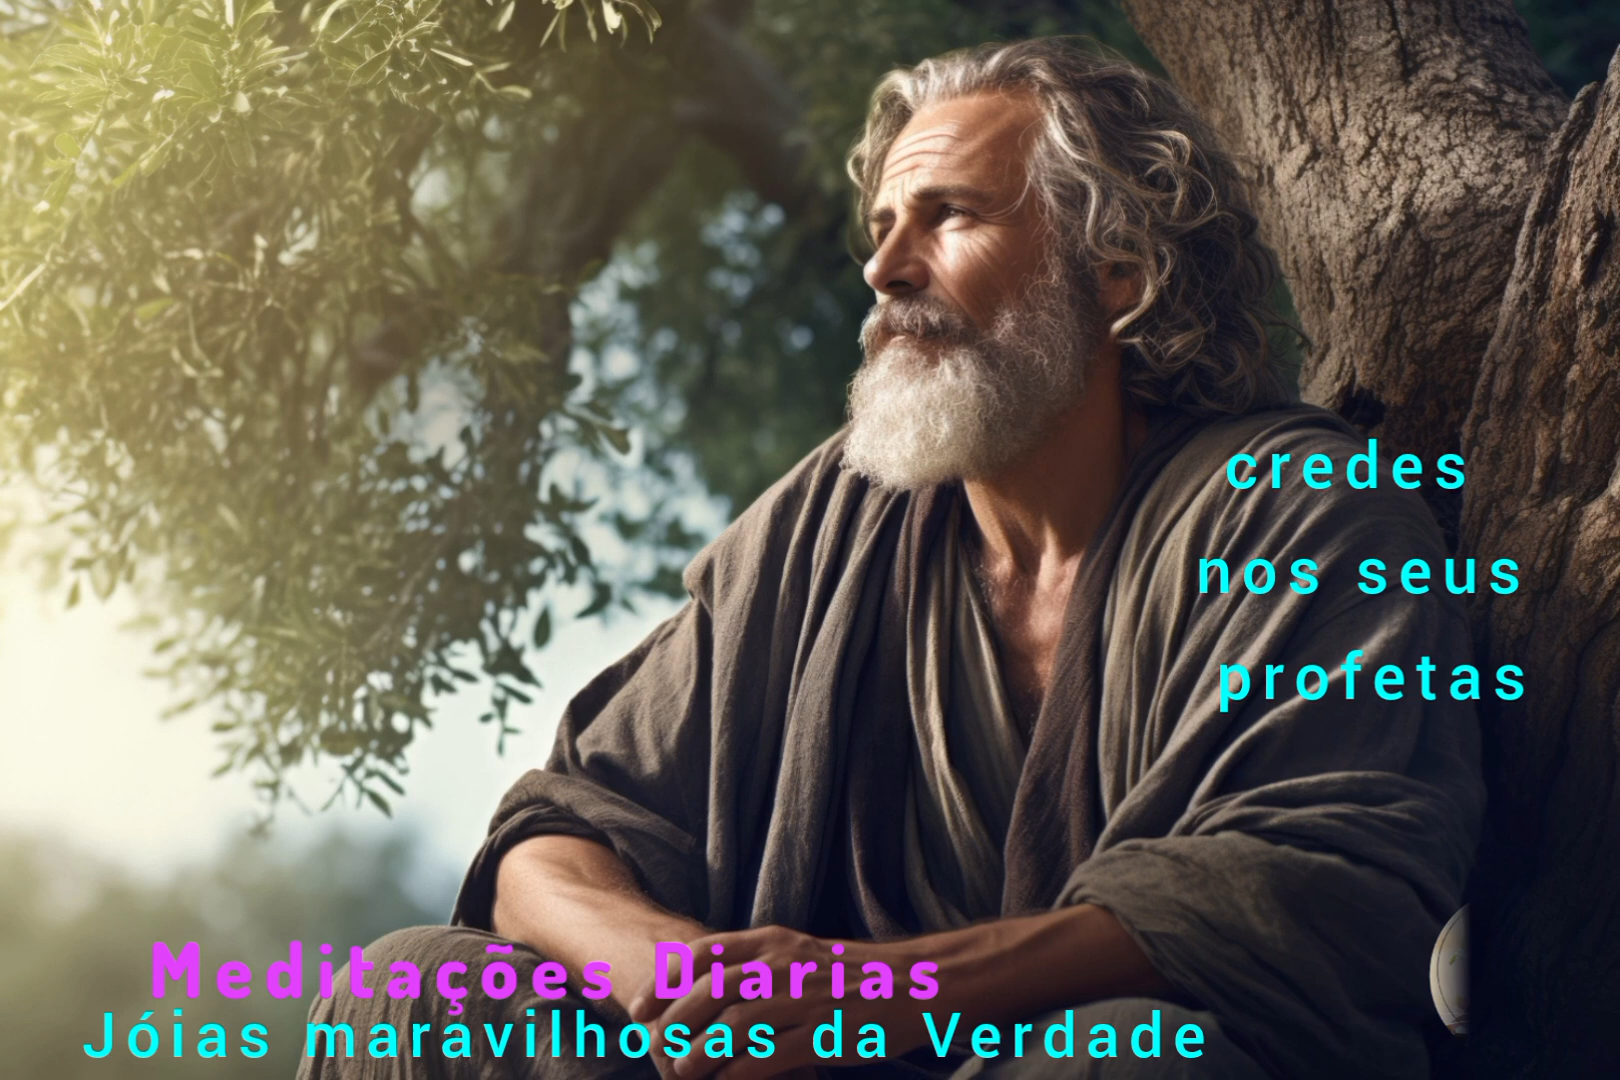 credes
nos seus
profetas
Meditações Diarias
Jóias maravilhosas da Verdade